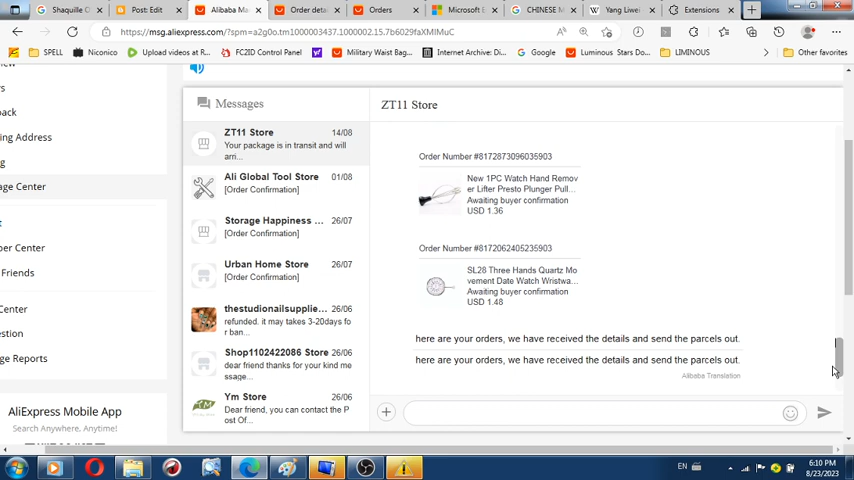 Shaquille O
Post: Edit
Alibaba Ma
Order detai
Orders
Microsoft E
CHINESE M
Yang Liwei
Extensions
https://msg.aliexpress.com/?spm=a2g0o.tm1000003437.1000002.15.7b6029faXMIMuC
SPELL
Niconico
Upload videos at R...
FC2ID Control Panel
Military Waist Bag...
Internet Archive: Di...
Google
Luminous Stars Do...
LIMINOUS
Other favorites
back
ing Address
age Center
Center
Friends
Center
estion
ge Reports
AliExpress Mobile App
Search Anywhere, Anytime!
Messages
ZT11 Store 14/08
Your package is in transit and will
arri...
Ali Global Tool Store 01/08
[Order Confirmation]
Storage Happiness ... 26/07
[Order Confirmation]
Urban Home Store 26/07
[Order Confirmation]
thestudionailsupplie... 26/06
refunded. it may takes 3-20days fo
r ban...
Shop1102422086 Store 26/06
dear friend thanks for your kind me
ssage...
Ym Store 26/06
Dear friend, you can contact the P
ost Of...
ZT11 Store
Order Number #8172873096035903
New 1PC Watch Hand Remov
er Lifter Presto Plunger Pull...
Awaiting buyer confirmation
USD 1.36
Order Number #8172062405235903
SL28 Three Hands Quartz Mo
vement Date Watch Wristwa...
Awaiting buyer confirmation
USD 1.48
here are your orders, we have received the details and send the parcels out.
here are your orders, we have received the details and send the parcels out.
Alibaba Translation
EN
6:10 PM
8/23/2023